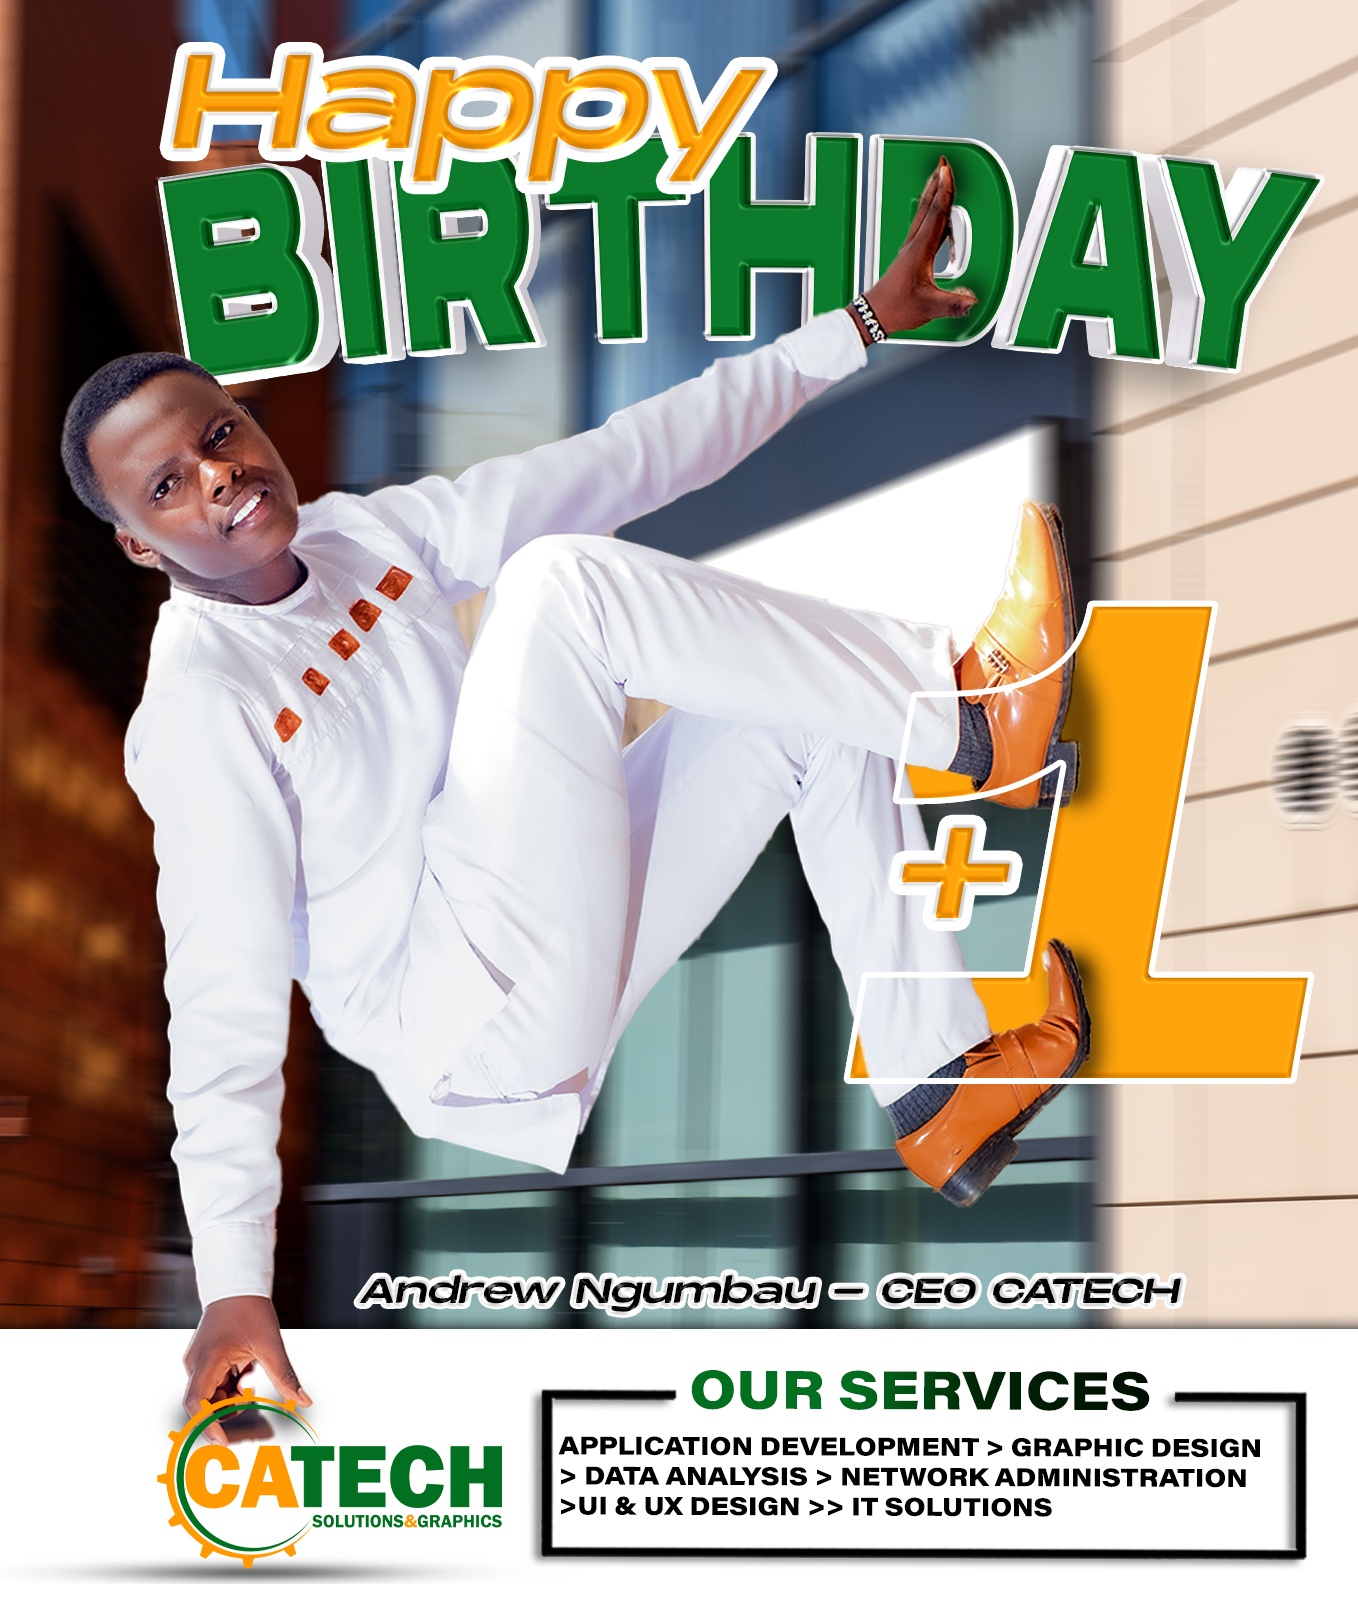 Happy
BIRTHDAY
PHAS
+1
Andrew Ngumbau – CEO CATECH
OUR SERVICES
APPLICATION DEVELOPMENT > GRAPHIC DESIGN
> DATA ANALYSIS > NETWORK ADMINISTRATION
>UI & UX DESIGN >> IT SOLUTIONS
CATECH
SOLUTIONS&GRAPHICS